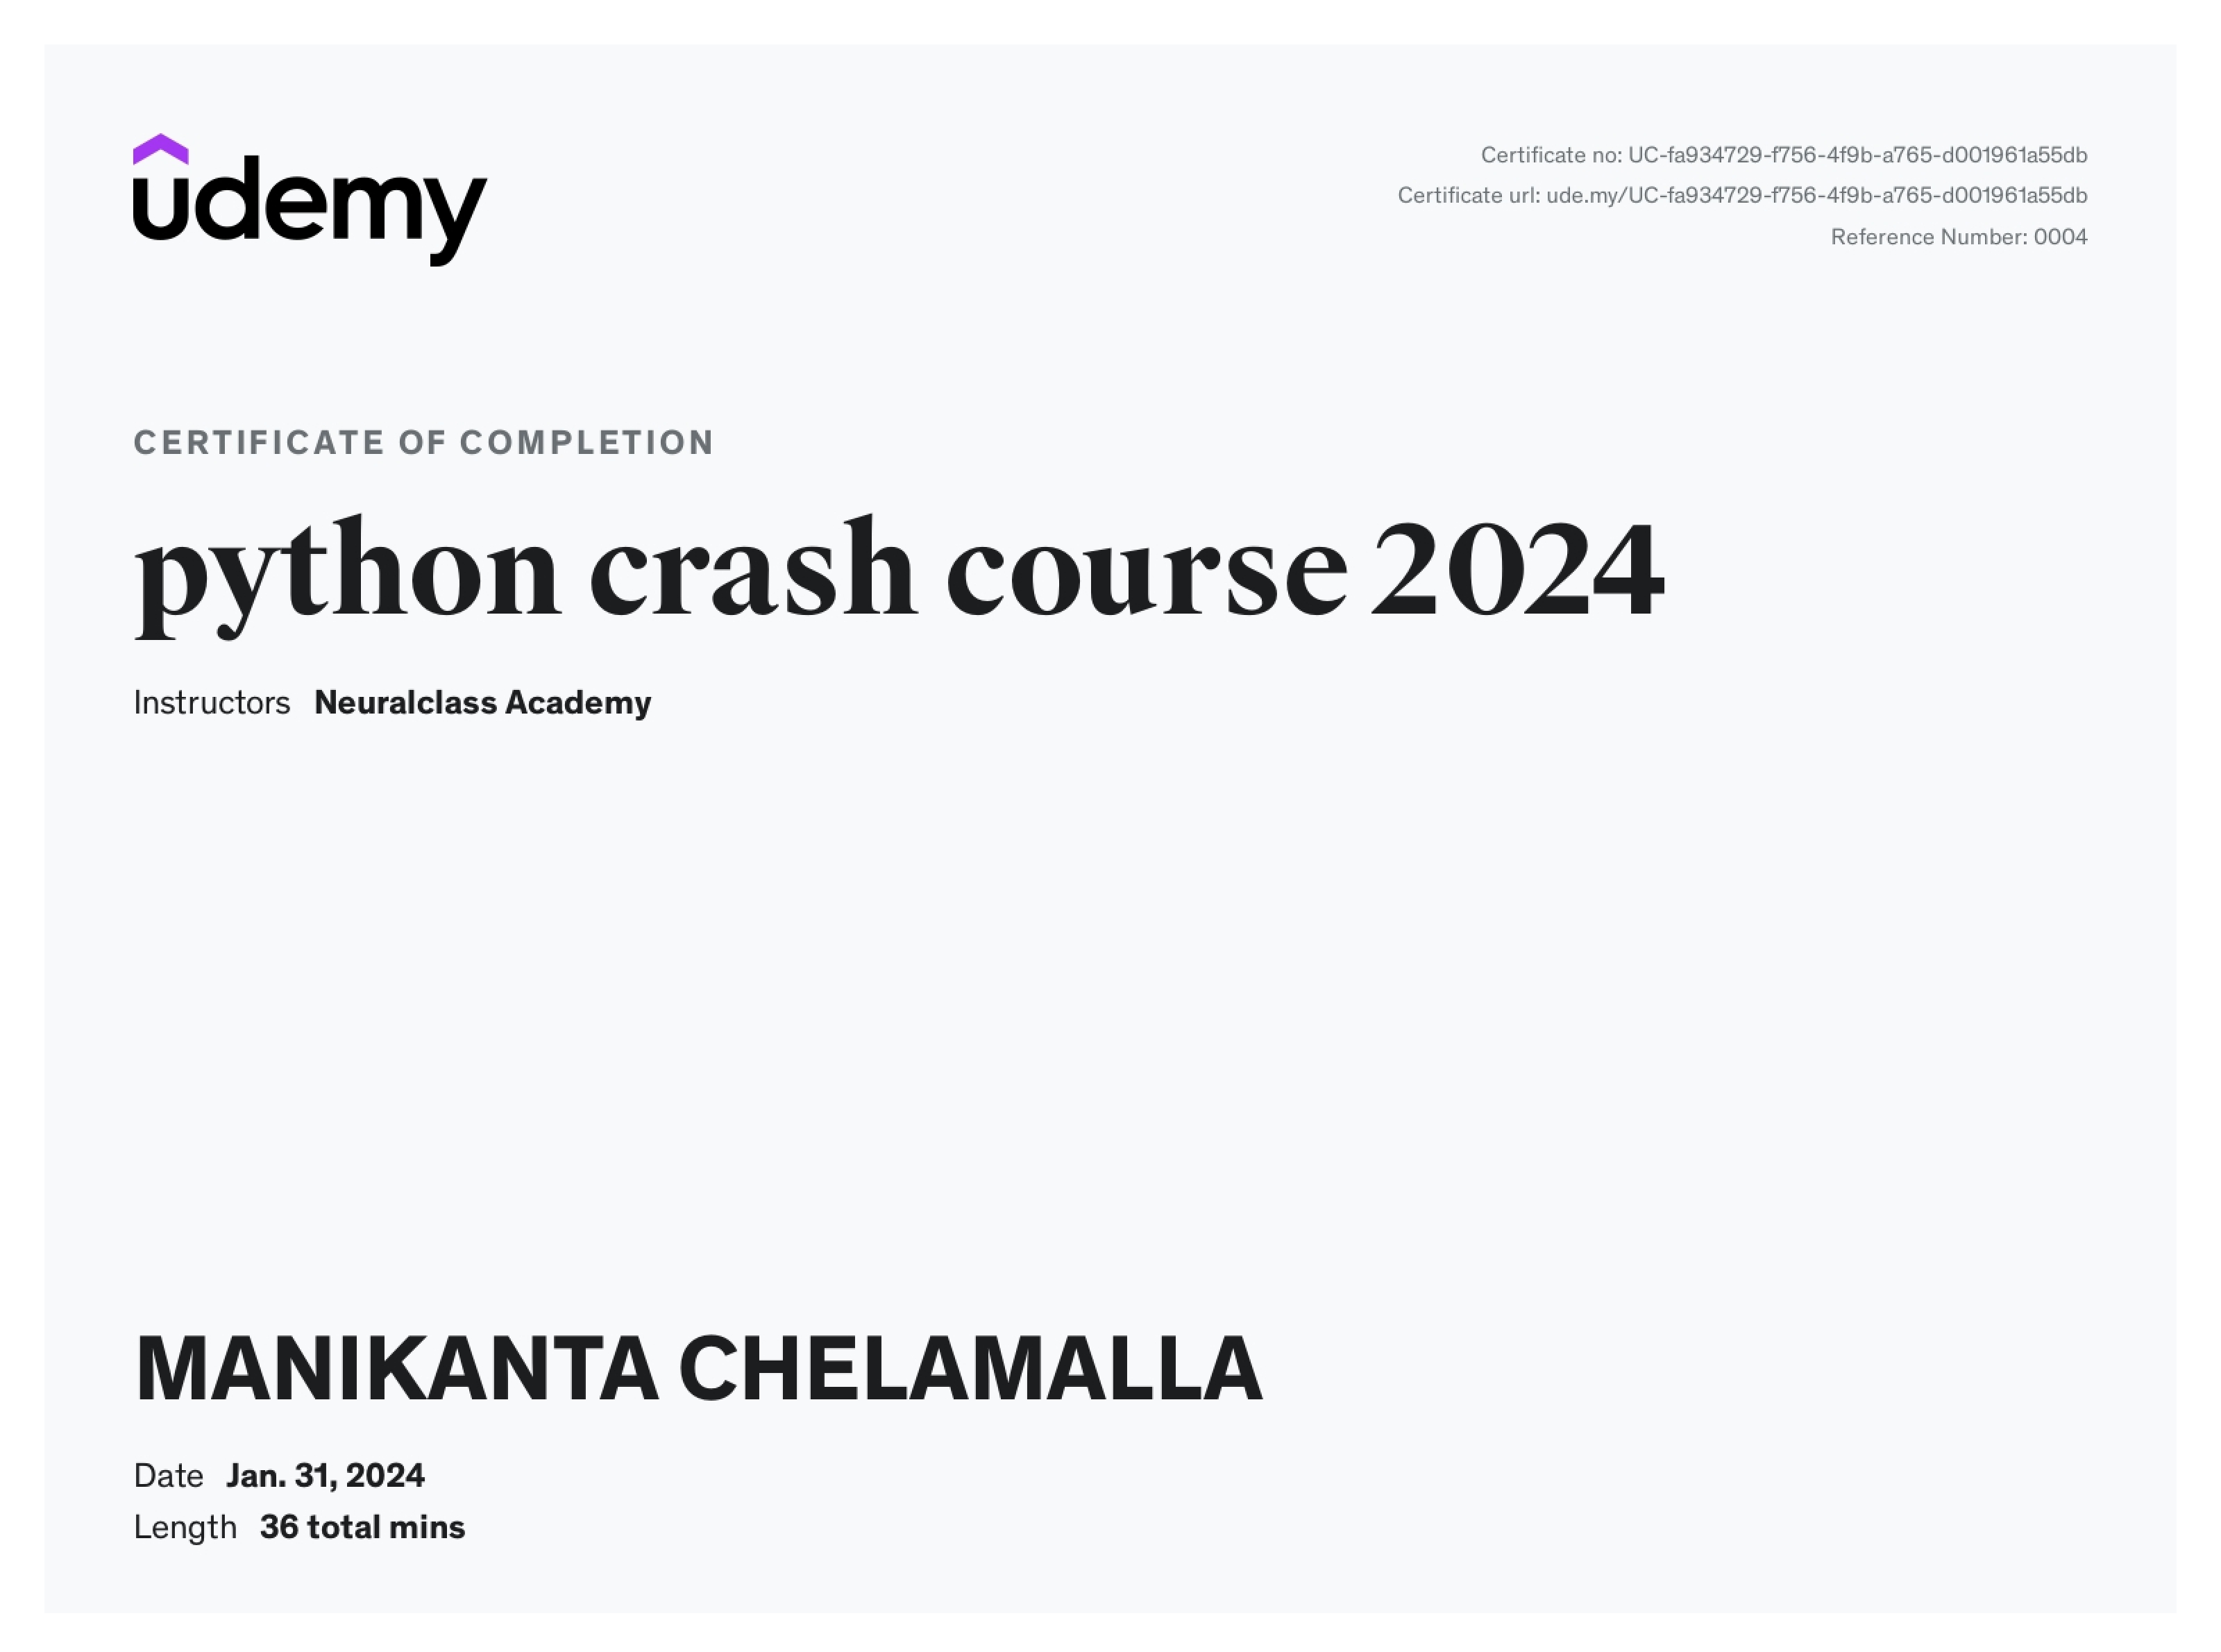 udemy
Certificate no: UC-fa934729-f756-4f9b-a765-d001961a55db
Certificate url: ude.my/UC-fa934729-f756-4f9b-a765-d001961a55db
Reference Number: 0004
CERTIFICATE OF COMPLETION
python crash course 2024
Instructors Neuralclass Academy
MANIKANTA CHELAMALLA
Date Jan. 31, 2024
Length 36 total mins